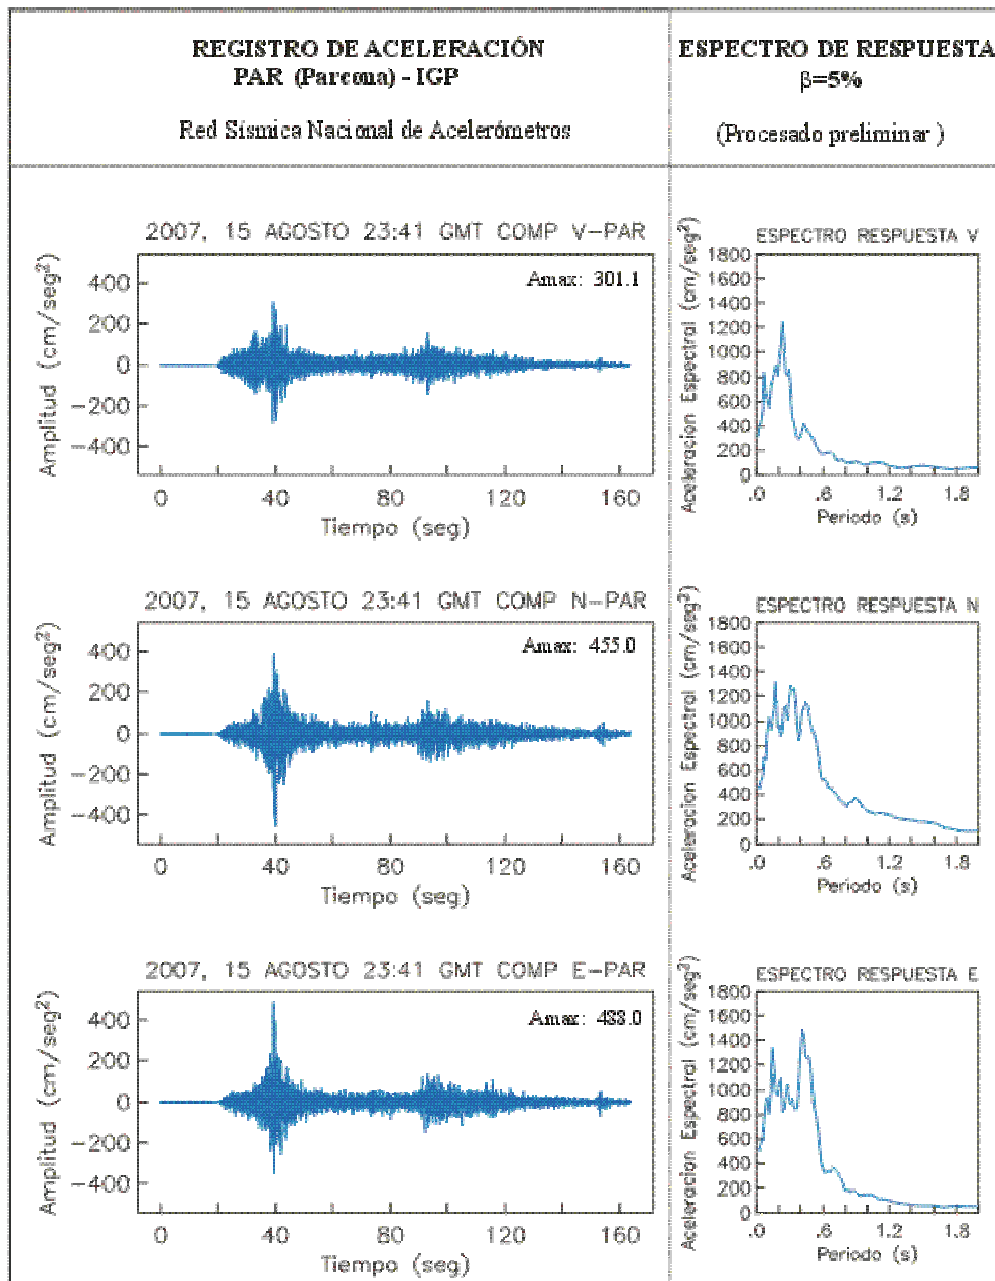 REGISTRO DE ACELERACIÓN
PAR (Parcona) - IGP
Red Sísmica Nacional de Acelerómetros
ESPECTRO DE RESPUESTA
β=5%
(Procesado preliminar )
2007, 15 AGOSTO 23:41 GMT COMP V-PAR
Amax: 301.1
Amplitud (cm/seg²)
400
200
0
-200
-400
0 40 80 120 160
Tiempo (seg)
ESPECTRO RESPUESTA V
Aceleracion Espectral (cm/seg²)
1800
1600
1400
1200
1000
800
600
400
200
0
.0 .6 1.2 1.8
Periodo (s)
2007, 15 AGOSTO 23:41 GMT COMP N-PAR
Amax: 455.0
Amplitud (cm/seg²)
400
200
0
-200
-400
0 40 80 120 160
Tiempo (seg)
ESPECTRO RESPUESTA N
Aceleracion Espectral (cm/seg²)
1800
1600
1400
1200
1000
800
600
400
200
0
.0 .6 1.2 1.8
Periodo (s)
2007, 15 AGOSTO 23:41 GMT COMP E-PAR
Amax: 488.0
Amplitud (cm/seg²)
400
200
0
-200
-400
0 40 80 120 160
Tiempo (seg)
ESPECTRO RESPUESTA E
Aceleracion Espectral (cm/seg²)
1800
1600
1400
1200
1000
800
600
400
200
0
.0 .6 1.2 1.8
Periodo (s)